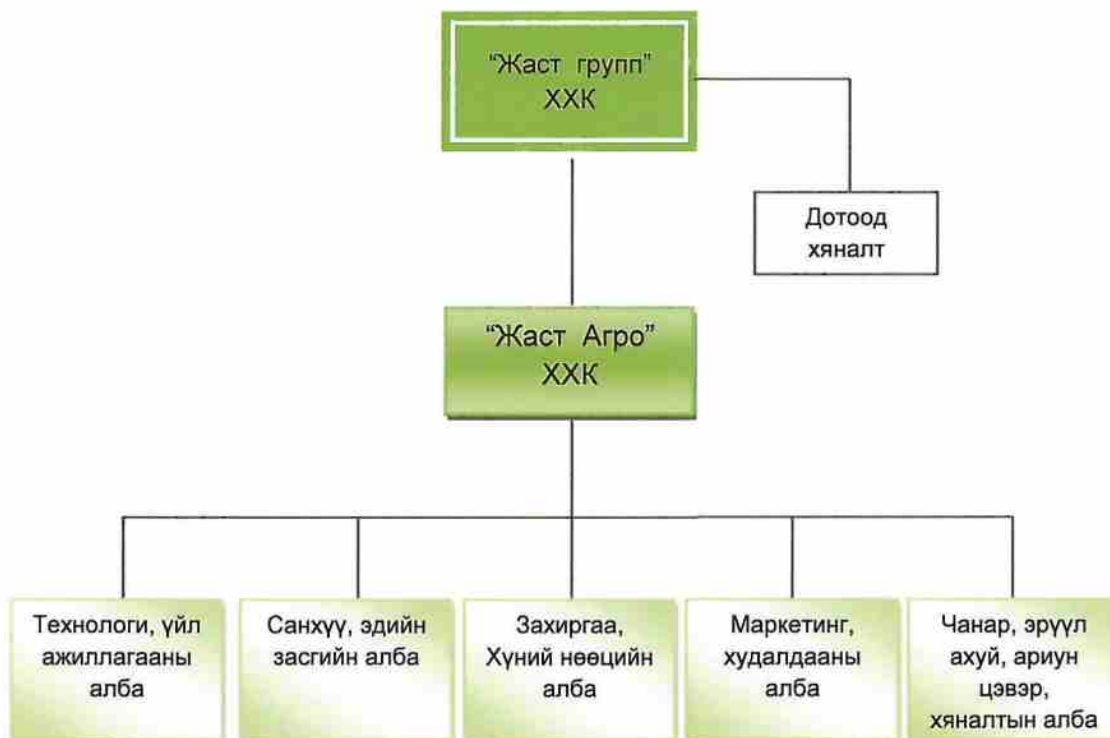 “Жаст групп”
ХХК
Дотоод
хяналт
“Жаст Агро”
ХХК
Технологи, үйл
ажиллагааны
алба
Санхүү, эдийн
засгийн алба
Захиргаа,
Хүний нөөцийн
алба
Маркетинг,
худалдааны
алба
Чанар, эрүүл
ахуй, ариун
цэвэр,
хяналтын алба